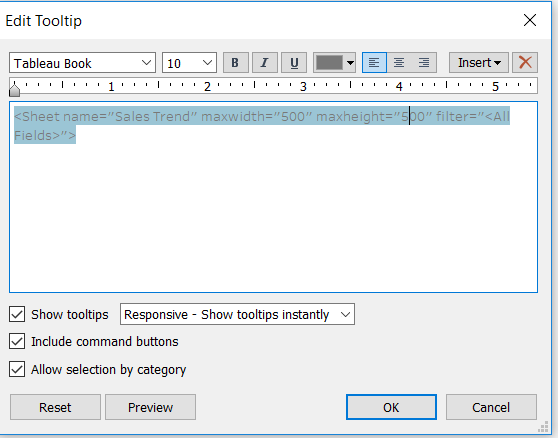 Edit Tooltip
Tableau Book 10 B I U Insert
1 2 3 4 5
<Sheet name="Sales Trend" maxwidth="500" maxheight="500" filter="<All
Fields>">
Show tooltips Responsive - Show tooltips instantly
Include command buttons
Allow selection by category
Reset Preview OK Cancel